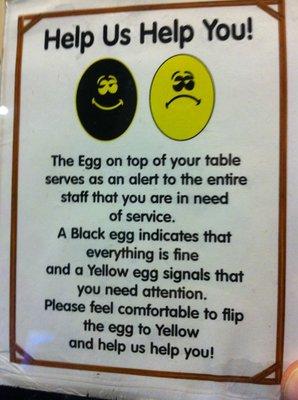 Help Us Help You!
The Egg on top of your table
serves as an alert to the entire
staff that you are in need
of service.
A Black egg indicates that
everything is fine
and a Yellow egg signals that
you need attention.
Please feel comfortable to flip
the egg to Yellow
and help us help you!